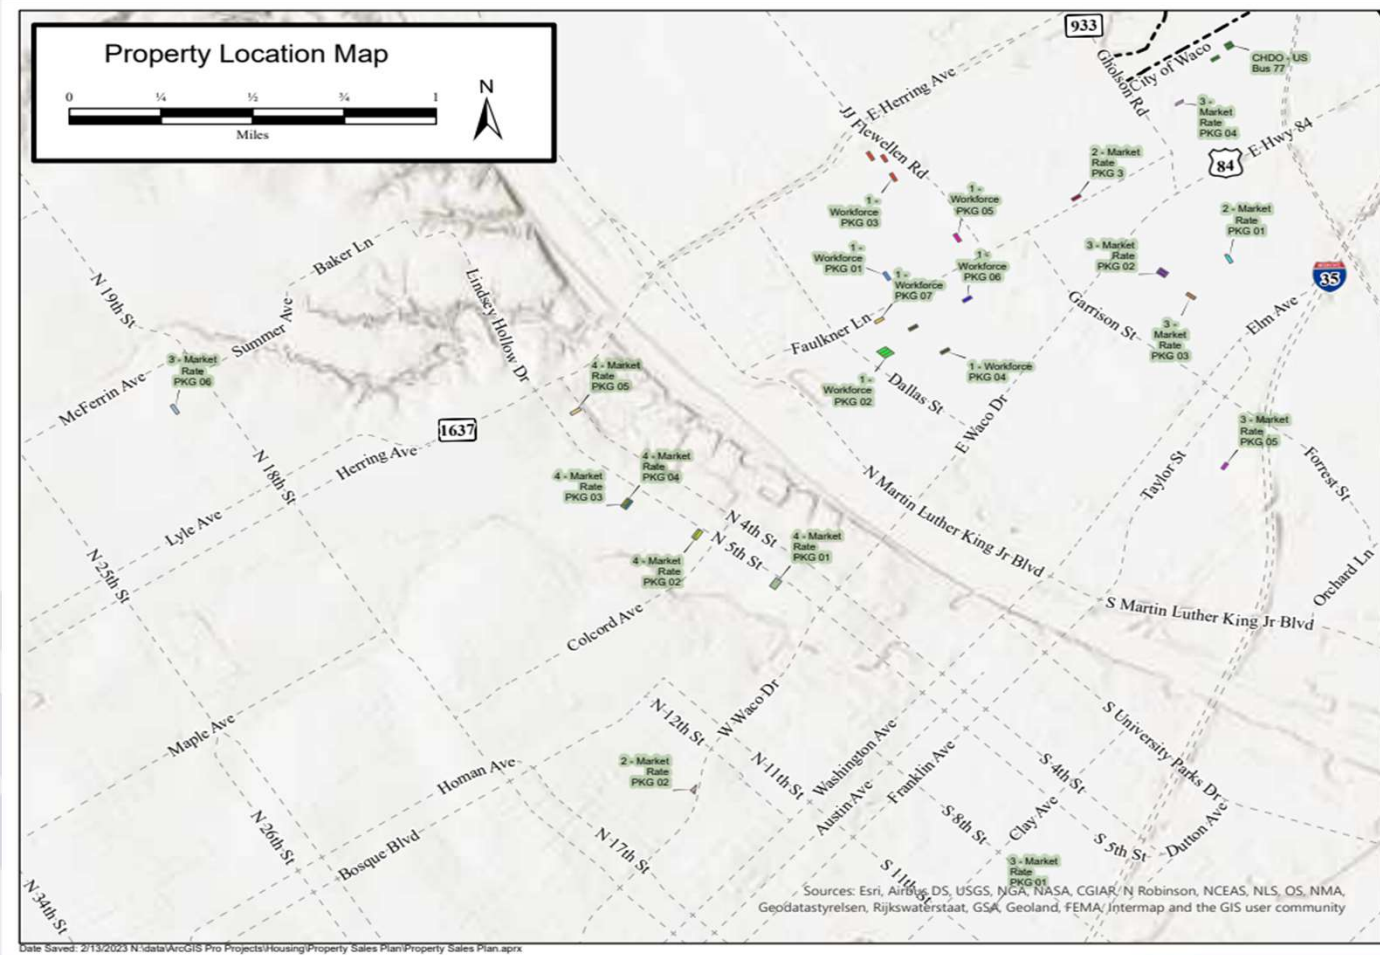 Property Location Map
0 ¼ ½ ¾ 1
Miles
N
933
Gholson Rd
City of Waco
CHDO - US
Bus 77
E Herring Ave
JJ Flewellen Rd
3 -
Market
Rate
PKG 04
E Hwy 84
84
2 - Market
Rate
PKG 3
1 -
Workforce
PKG 03
1 -
Workforce
PKG 05
2 - Market
Rate
PKG 01
1 -
Workforce
PKG 01
1 -
Workforce
PKG 07
1 -
Workforce
PKG 06
3 - Market
Rate
PKG 02
35
Baker Ln
N 19th St
Lindsey Hollow Dr
Summer Ave
Faulkner Ln
Garrison St
Elm Ave
3 -
Market
Rate
PKG 03
3 - Market
Rate
PKG 06
McFerrin Ave
4 - Market
Rate
PKG 05
1 -
Workforce
PKG 02
Dallas St
1 - Workforce
PKG 04
E Waco Dr
1637
Herring Ave
N 18th St
3 - Market
Rate
PKG 05
Taylor St
Forrest St
4 - Market
Rate
PKG 03
4 - Market
Rate
PKG 04
N Martin Luther King Jr Blvd
Lyle Ave
N 25th St
N 4th St
N 5th St
4 - Market
Rate
PKG 01
4 - Market
Rate
PKG 02
Orchard Ln
S Martin Luther King Jr Blvd
Colcord Ave
Maple Ave
N 12th St
W Waco Dr
S University Parks Dr
Homan Ave
2 - Market
Rate
PKG 02
N 11th St
Washington Ave
Austin Ave
Franklin Ave
S 4th St
N 26th St
Bosque Blvd
N 17th St
S 8th St
Clay Ave
S 5th St
Dutton Ave
N 34th St
S 11th St
3 - Market
Rate
PKG 01
Sources: Esri, Airbus DS, USGS, NGA, NASA, CGIAR, N Robinson, NCEAS, NLS, OS, NMA,
Geodatastyrelsen, Rijkswaterstaat, GSA, Geoland, FEMA, Intermap and the GIS user community
Date Saved: 2/13/2023 N:\data\ArcGIS Pro Projects\Housing\Property Sales Plan\Property Sales Plan.aprx